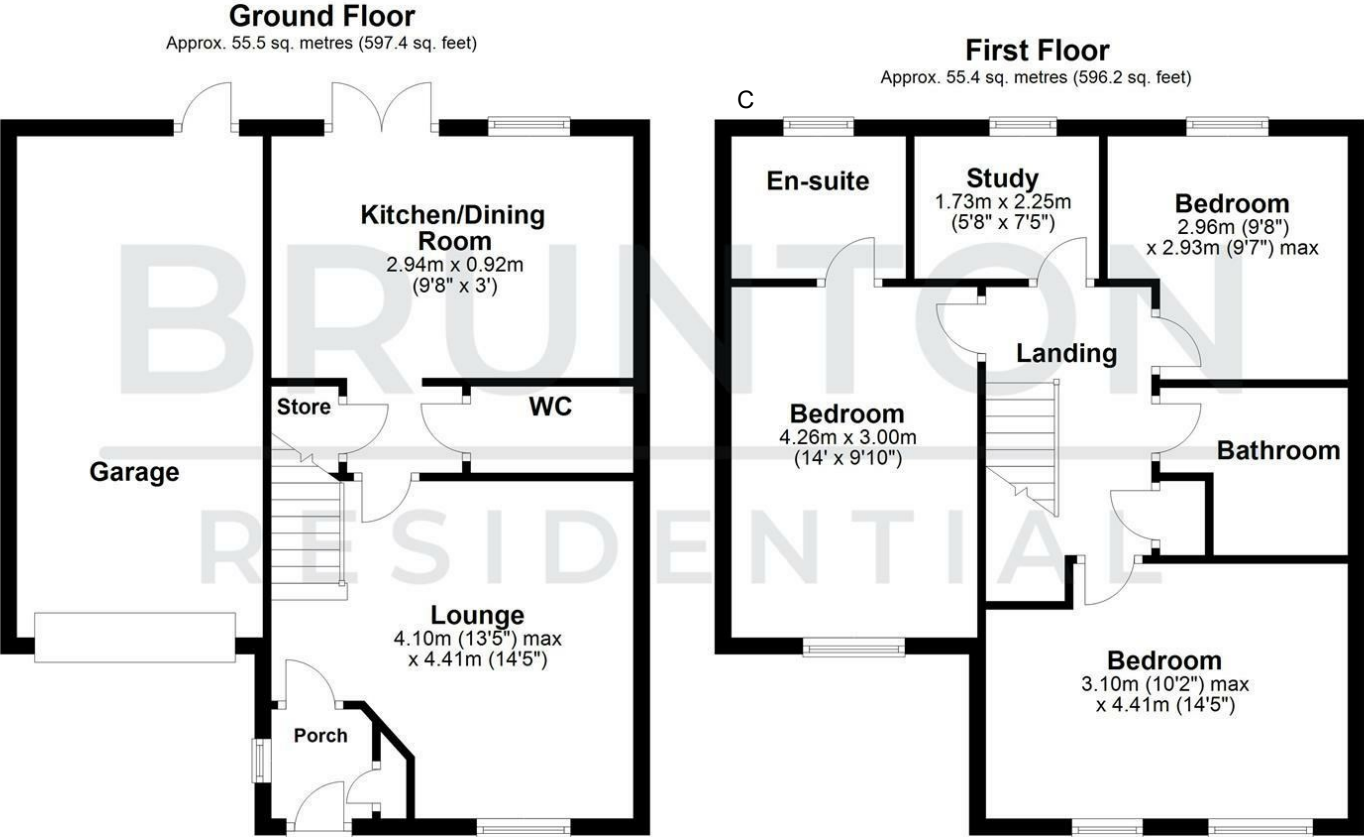 Ground Floor
Approx. 55.5 sq. metres (597.4 sq. feet)
Kitchen/Dining
Room
2.94m x 0.92m
(9'8" x 3')
Store
WC
Garage
Lounge
4.10m (13'5") max
x 4.41m (14'5")
Porch
First Floor
Approx. 55.4 sq. metres (596.2 sq. feet)
C
En-suite
Study
1.73m x 2.25m
(5'8" x 7'5")
Bedroom
2.96m (9'8")
x 2.93m (9'7") max
Landing
Bedroom
4.26m x 3.00m
(14' x 9'10")
Bathroom
Bedroom
3.10m (10'2") max
x 4.41m (14'5")
BRUNTON
RESIDENTIAL